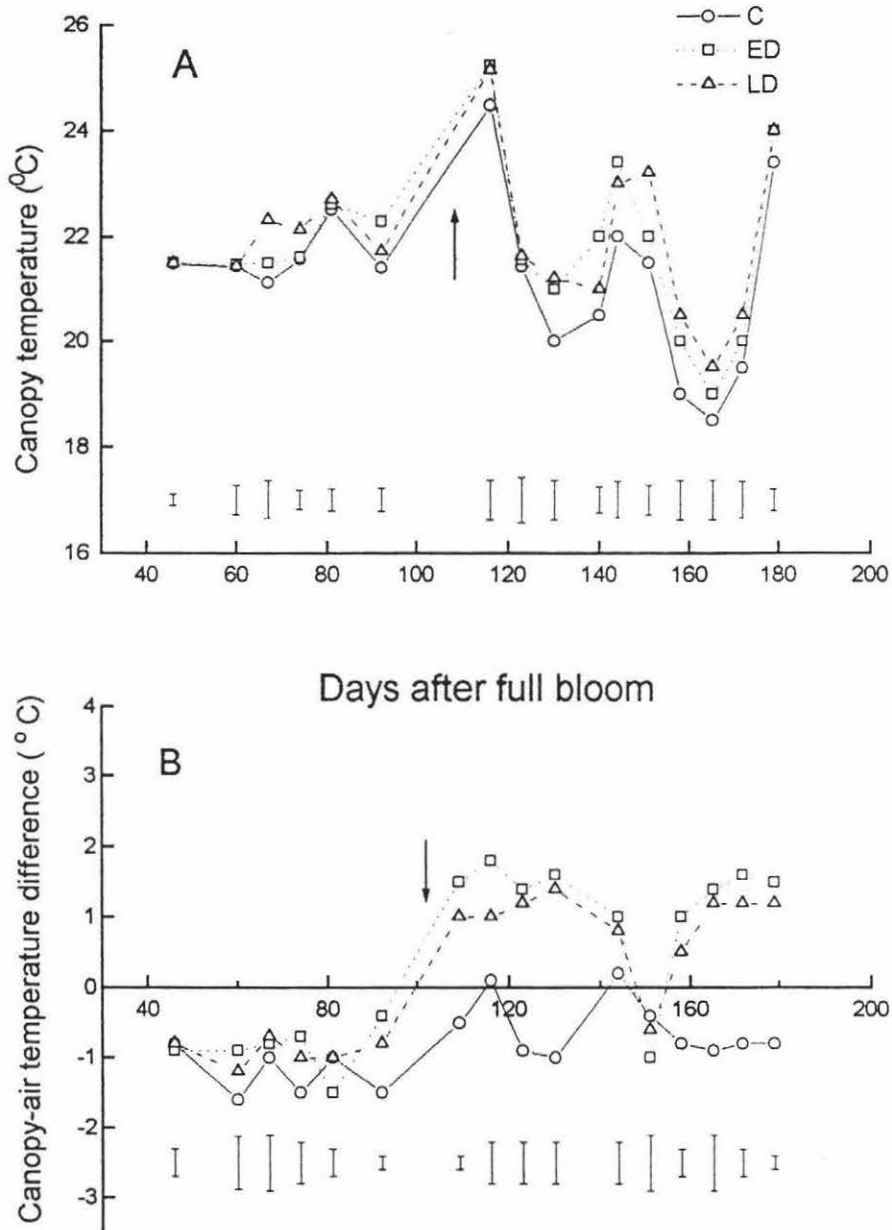 C
ED
LD
A
Canopy temperature (⁰C)
26
24
22
20
18
16
40 60 80 100 120 140 160 180 200
Days after full bloom
B
Canopy-air temperature difference ( ° C)
4
3
2
1
0
-1
-2
-3
40 80 120 160 200